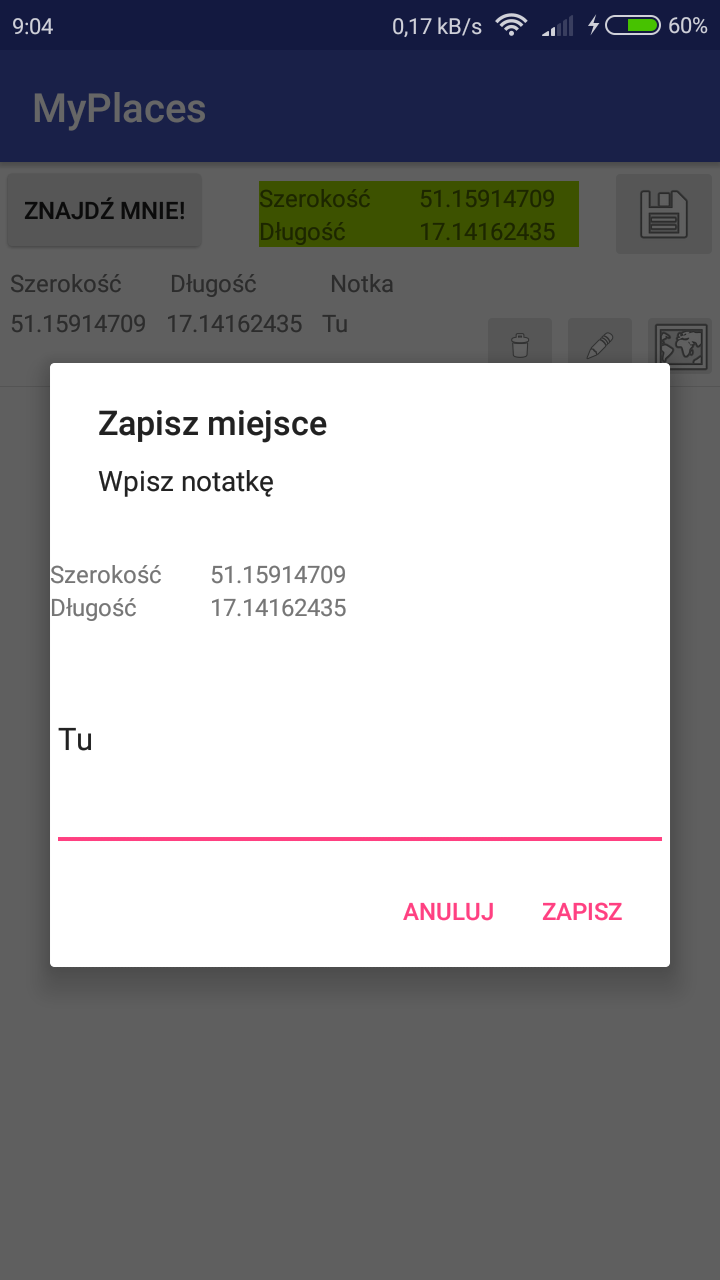 9:04 0,17 kB/s 60%
MyPlaces
ZNAJDŹ MNIE!
Szerokość 51.15914709
Długość 17.14162435
Szerokość Długość Notka
51.15914709 17.14162435 Tu
Zapisz miejsce
Wpisz notatkę
Szerokość 51.15914709
Długość 17.14162435
Tu
ANULUJ ZAPISZ